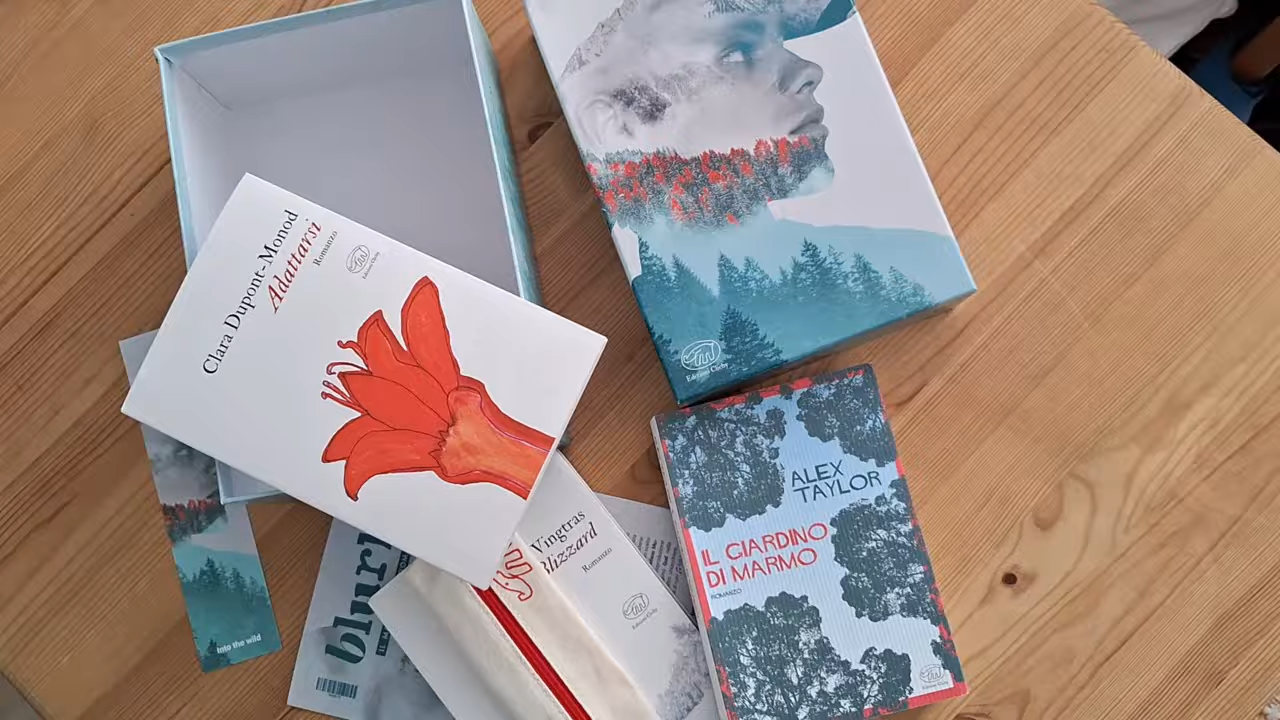 Clara Dupont-Monod
Adattarsi
Romanzo
Edizioni Clichy
Edizioni Clichy
ALEX
TAYLOR
IL GIARDINO
DI MARMO
ROMANZO
Edizioni Clichy
Vingtras
Blizzard
Romanzo
Edizioni Clichy
blur
Into the wild